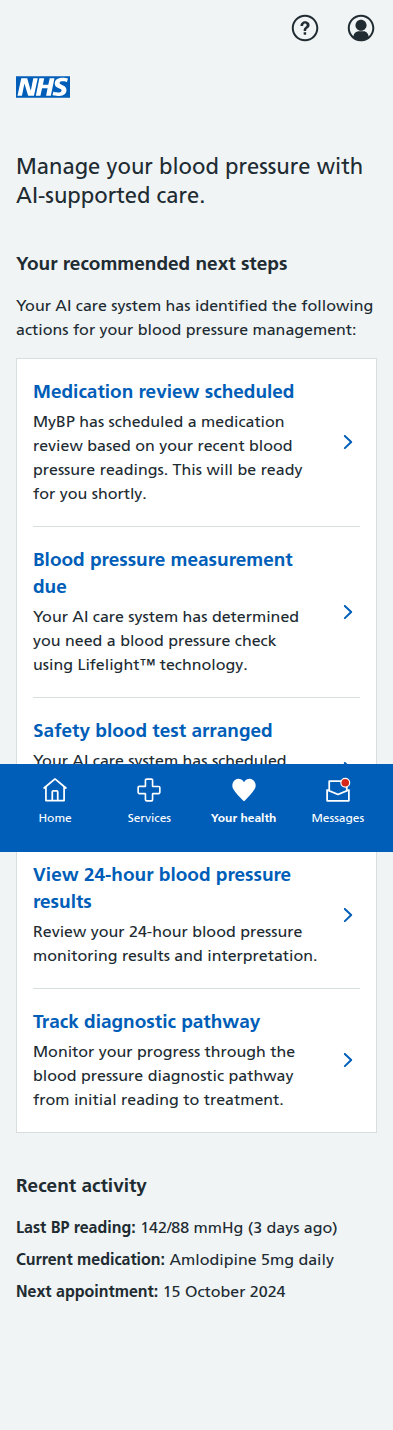 NHS
Manage your blood pressure with
AI-supported care.
Your recommended next steps
Your AI care system has identified the following
actions for your blood pressure management:
Medication review scheduled
MyBP has scheduled a medication
review based on your recent blood
pressure readings. This will be ready
for you shortly.
Blood pressure measurement
due
Your AI care system has determined
you need a blood pressure check
using Lifelight™ technology.
Safety blood test arranged
Your AI care system has scheduled
Home
Services
Your health
Messages
View 24-hour blood pressure
results
Review your 24-hour blood pressure
monitoring results and interpretation.
Track diagnostic pathway
Monitor your progress through the
blood pressure diagnostic pathway
from initial reading to treatment.
Recent activity
Last BP reading: 142/88 mmHg (3 days ago)
Current medication: Amlodipine 5mg daily
Next appointment: 15 October 2024